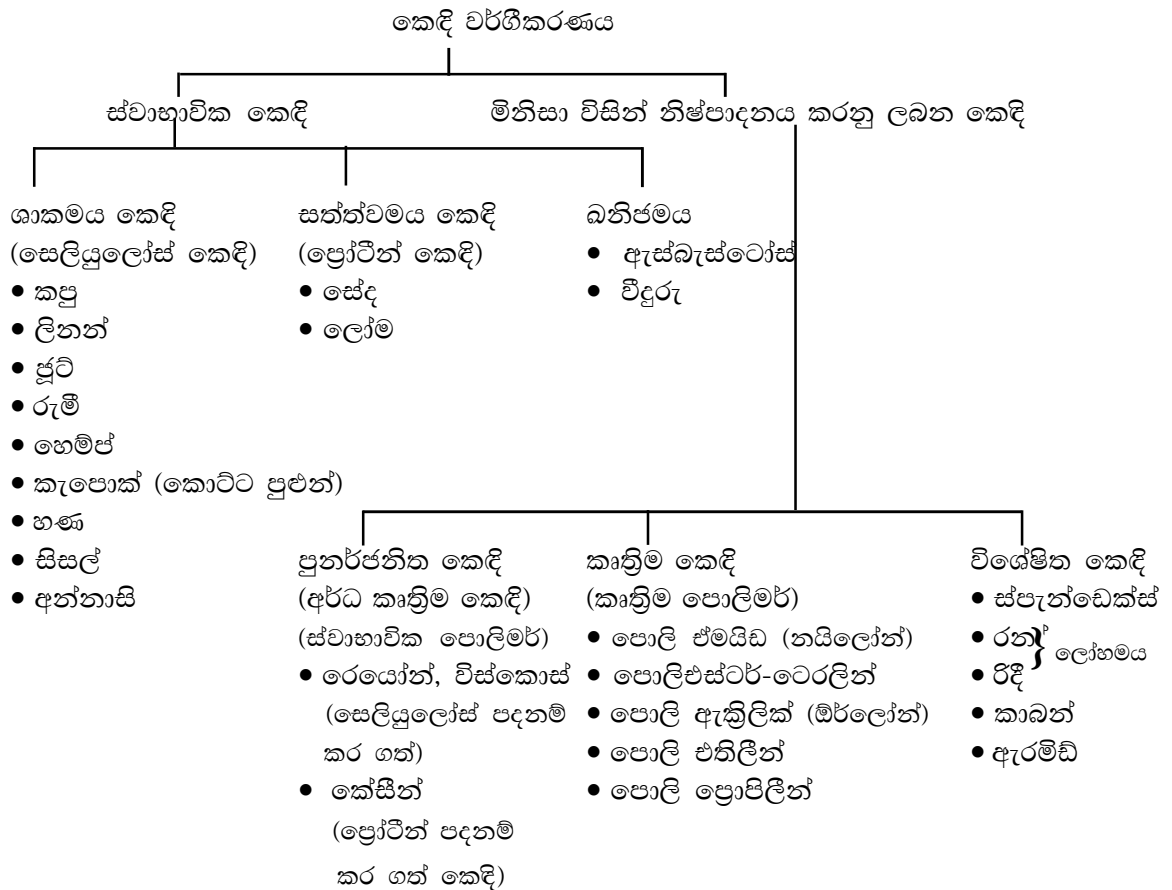 කෙඳි වර්ගීකරණය
ස්වාභාවික කෙඳි
මිනිසා විසින් නිෂ්පාදනය කරනු ලබන කෙඳි
ශාකමය කෙඳි
(සෙලියුලෝස් කෙඳි)
• කපු
• ලිනන්
• ජූට්
• රුමී
• හෙම්ප්
• කැපොක් (කොට්ට පුළුන්)
• හණ
• සිසල්
• අන්නාසි
සත්ත්වමය කෙඳි
(ප්‍රෝටීන් කෙඳි)
• සේද
• ලෝම
ඛනිජමය
• ඇස්බැස්ටෝස්
• වීදුරු
පුනර්ජනිත කෙඳි
(අර්ධ කෘත්‍රිම කෙඳි)
(ස්වාභාවික පොලිමර්)
• රෙයෝන්, විස්කොස්
(සෙලියුලෝස් පදනම්
කර ගත්)
• කේසීන්
(ප්‍රෝටීන් පදනම්
කර ගත් කෙඳි)
කෘත්‍රිම කෙඳි
(කෘත්‍රිම පොලිමර්)
• පොලි ඒමයිඩ (නයිලෝන්)
• පොලිඑස්ටර්-ටෙරලින්
• පොලි ඇක්‍රිලික් (ඕර්ලෝන්)
• පොලි එතිලීන්
• පොලි ප්‍රොපිලීන්
විශේෂිත කෙඳි
• ස්පැන්ඩෙක්ස්
• රන්
• රිදී
} ලෝහමය
• කාබන්
• ඇරමිඩ්